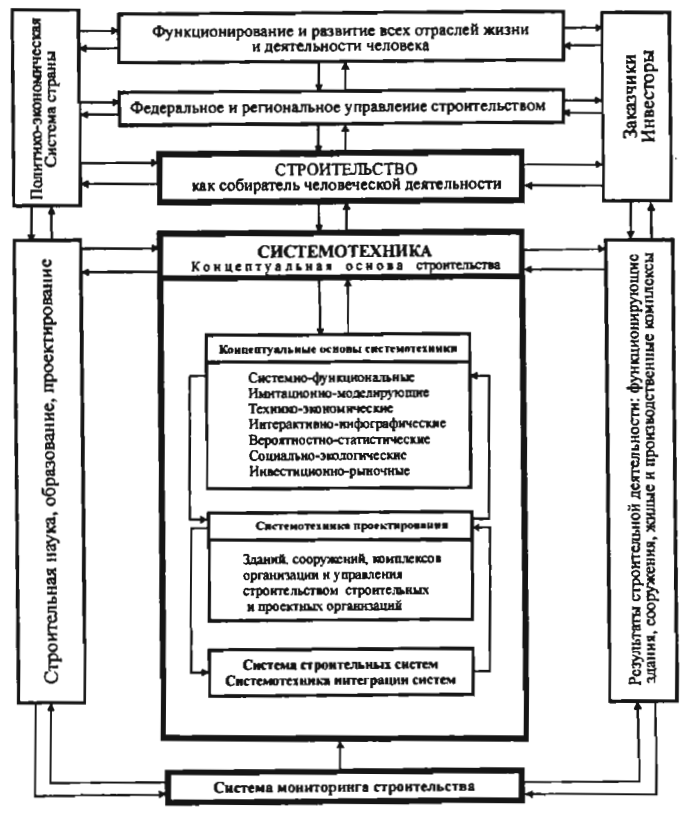 Функционирование и развитие всех отраслей жизни
и деятельности человека
Федеральное и региональное управление строительством
Политико-экономическая
Система страны
Заказчики
Инвесторы
СТРОИТЕЛЬСТВО
как собиратель человеческой деятельности
СИСТЕМОТЕХНИКА
Концептуальная основа строительства
Строительная наука, образование, проектирование
Концептуальные основы системотехники
Системно-функциональные
Имитационно-моделирующие
Технико-экономические
Интерактивно-инфографические
Вероятностно-статистические
Социально-экологические
Инвестиционно-рыночные
Системотехника проектирования
Зданий, сооружений, комплексов
организации и управления
строительством строительных
и проектных организаций
Система строительных систем
Системотехника интеграции систем
Результаты строительной деятельности: функционирующие
здания, сооружения, жилые и производственные комплексы
Система мониторинга строительства